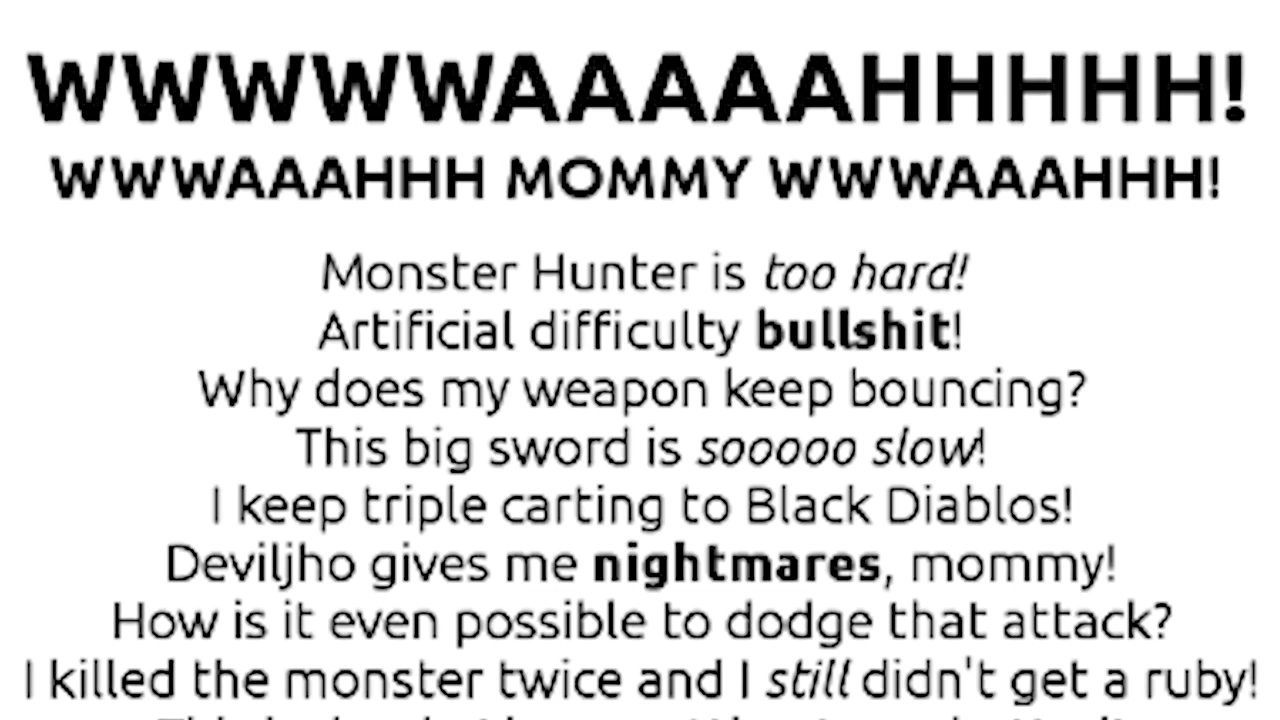 WWWWWAAAAAHHHHH!
WWWAAAHHH MOMMY WWWAAAHHH!
Monster Hunter is too hard!
Artificial difficulty bullshit!
Why does my weapon keep bouncing?
This big sword is sooooo slow!
I keep triple carting to Black Diablos!
Deviljho gives me nightmares, mommy!
How is it even possible to dodge that attack?
I killed the monster twice and I still didn't get a ruby!